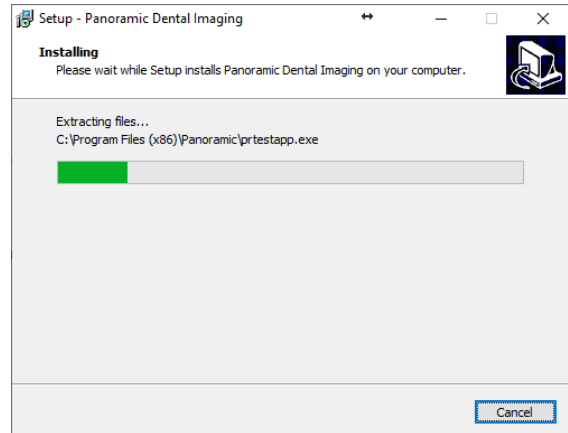 Setup - Panoramic Dental Imaging
Installing
Please wait while Setup installs Panoramic Dental Imaging on your computer.
Extracting files...
C:\Program Files (x86)\Panoramic\prtestapp.exe
Cancel